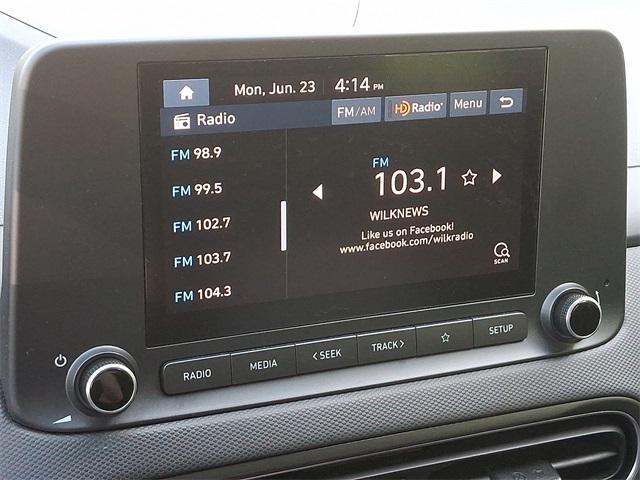 Mon, Jun. 23 4:14 PM
Radio FM/AM HD Radio Menu
FM 98.9
FM 99.5
FM 102.7
FM 103.7
FM 104.3
FM
103.1
WILKNEWS
Like us on Facebook!
www.facebook.com/wilkradio
SCAN
RADIO MEDIA < SEEK TRACK > SETUP